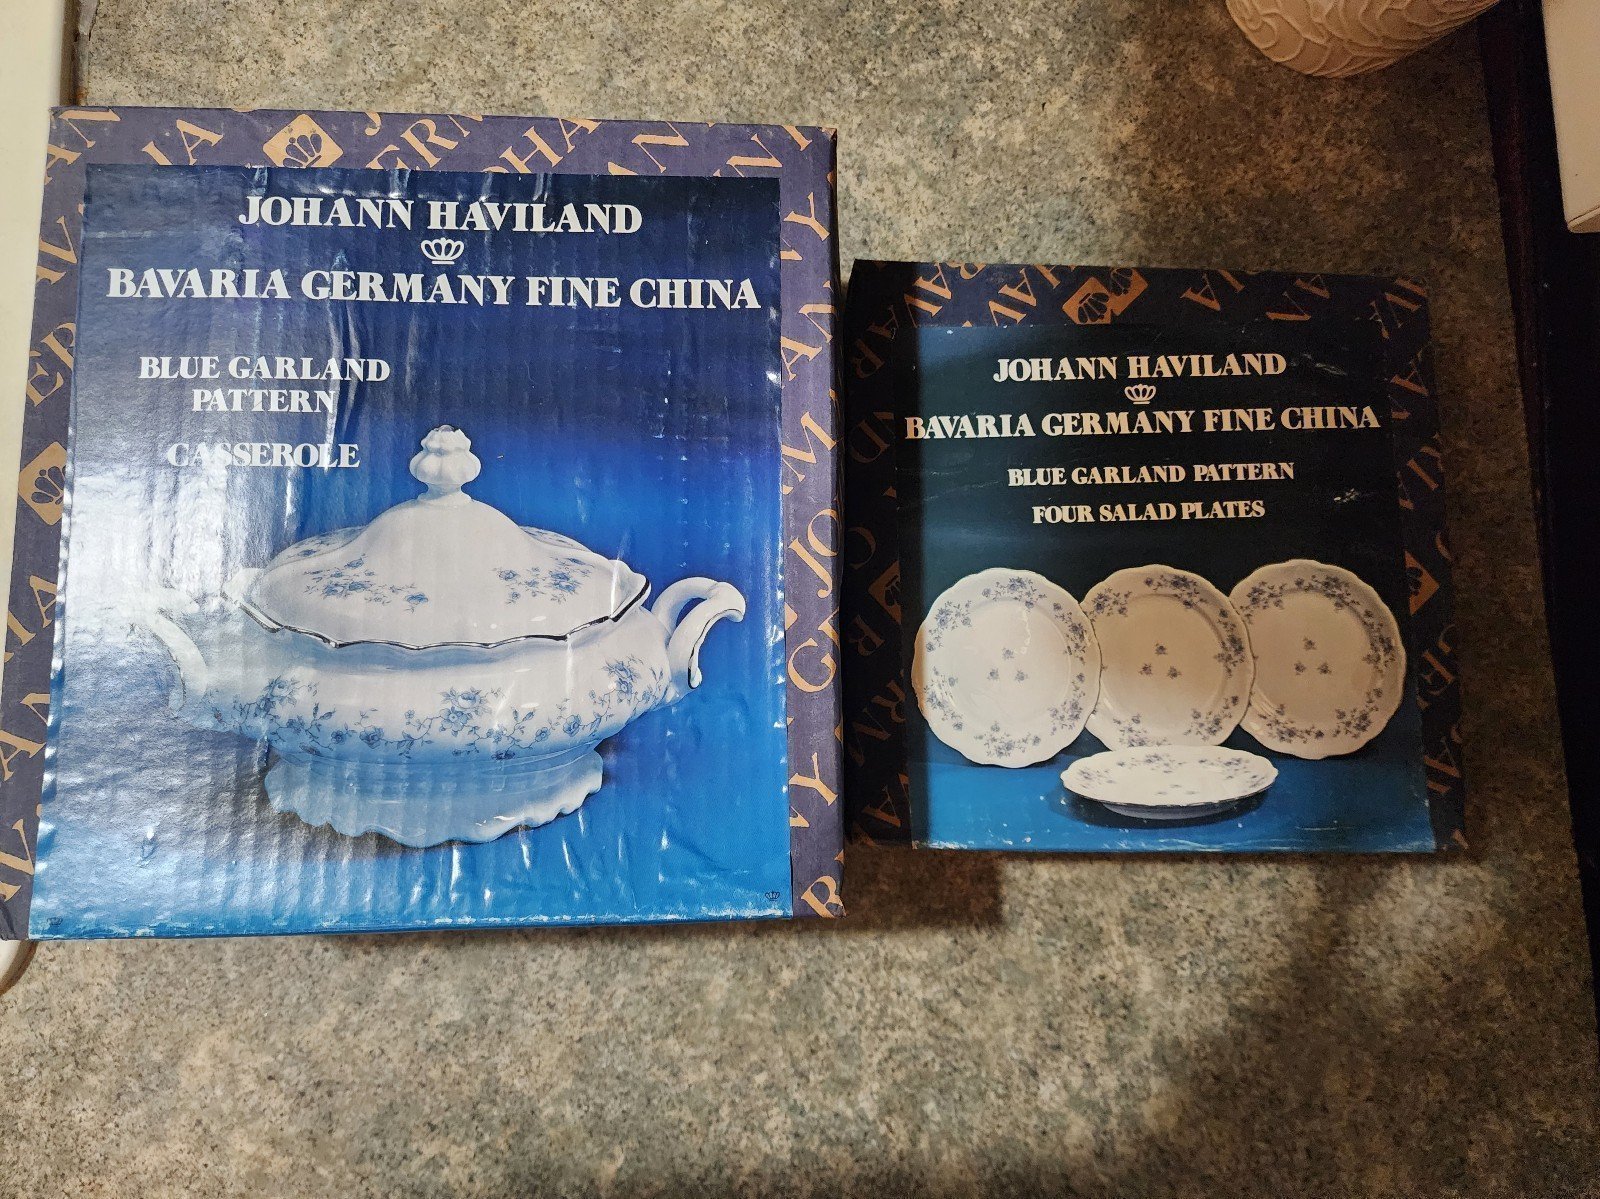 JOHANN HAVILAND
BAVARIA GERMANY FINE CHINA
BLUE GARLAND
PATTERN
CASSEROLE
JOHANN HAVILAND
BAVARIA GERMANY FINE CHINA
BLUE GARLAND PATTERN
FOUR SALAD PLATES